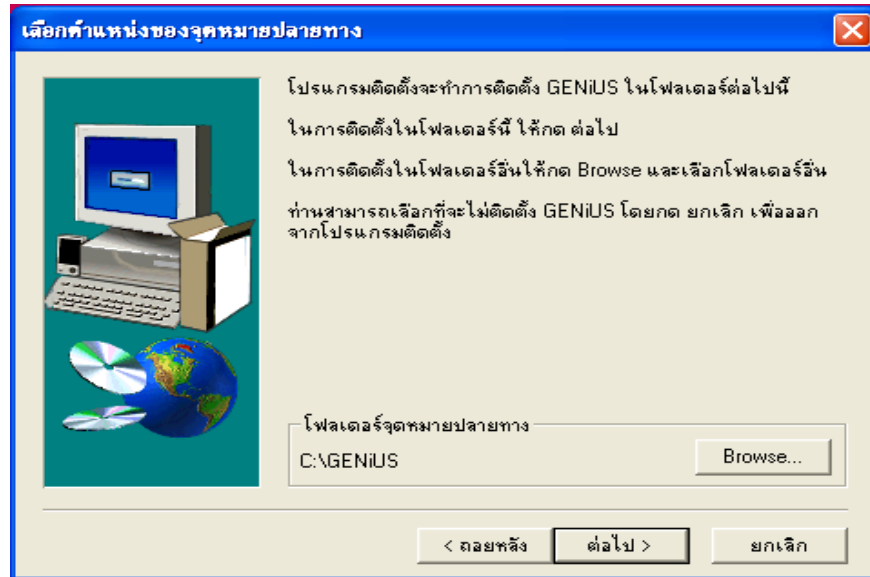 เลือกตำแหน่งของจุดหมายปลายทาง
โปรแกรมติดตั้งจะทำการติดตั้ง GENiUS ในโฟลเดอร์ต่อไปนี้
ในการติดตั้งในโฟลเดอร์นี้ ให้กด ต่อไป
ในการติดตั้งในโฟลเดอร์อื่นให้กด Browse และเลือกโฟลเดอร์อื่น
ท่านสามารถเลือกที่จะไม่ติดตั้ง GENiUS โดยกด ยกเลิก เพื่อออก
จากโปรแกรมติดตั้ง
โฟลเดอร์จุดหมายปลายทาง
C:\GENiUS
Browse...
< ถอยหลัง
ต่อไป >
ยกเลิก